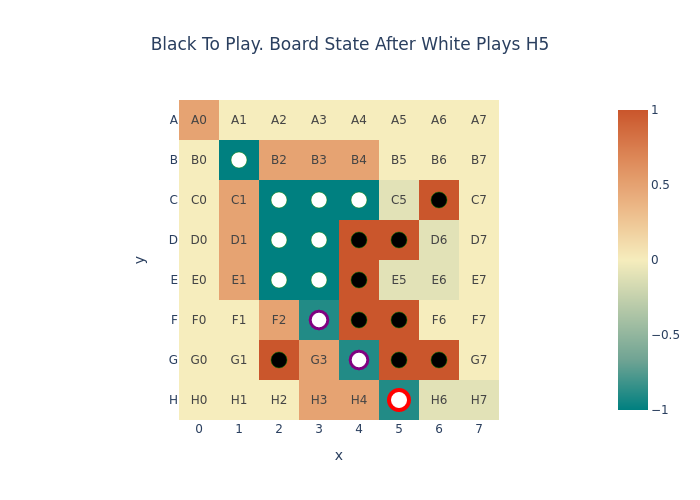 Black To Play. Board State After White Plays H5
A A0 A1 A2 A3 A4 A5 A6 A7
B B0 B2 B3 B4 B5 B6 B7
C C0 C1 C5 C7
D D0 D1 D6 D7
E E0 E1 E5 E6 E7
F F0 F1 F2 F6 F7
G G0 G1 G3 G7
H H0 H1 H2 H3 H4 H6 H7
0 1 2 3 4 5 6 7
x
y
1
0.5
0
−0.5
−1